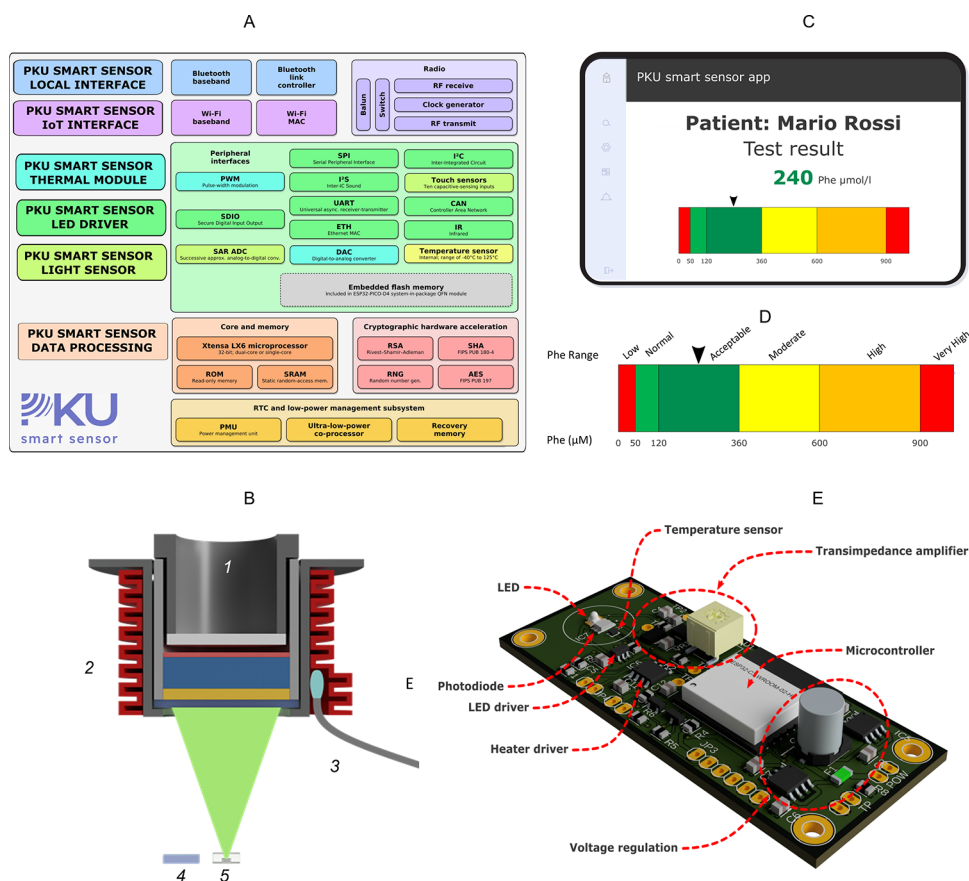 A
PKU SMART SENSOR
LOCAL INTERFACE
PKU SMART SENSOR
IoT INTERFACE
PKU SMART SENSOR
THERMAL MODULE
PKU SMART SENSOR
LED DRIVER
PKU SMART SENSOR
LIGHT SENSOR
PKU SMART SENSOR
DATA PROCESSING
PKU
smart sensor
Bluetooth
baseband
Bluetooth
link
controller
Wi-Fi
baseband
Wi-Fi
MAC
Radio
Balun
Switch
RF receive
Clock generator
RF transmit
Peripheral
interfaces
SPI
Serial Peripheral Interface
I²C
Inter-Integrated Circuit
PWM
Pulse-width modulation
I²S
Inter-IC Sound
Touch sensors
Ten capacitive-sensing inputs
UART
Universal async. receiver-transmitter
CAN
Controller Area Network
SDIO
Secure Digital Input Output
ETH
Ethernet MAC
IR
Infrared
SAR ADC
Successive approx. analog-to-digital conv.
DAC
Digital-to-analog converter
Temperature sensor
Internal, range of -40°C to 125°C
Embedded flash memory
Included in ESP32-PICO-D4 system-in-package QFN module
Core and memory
Xtensa LX6 microprocessor
32-bit; dual-core or single-core
ROM
Read-only memory
SRAM
Static random-access mem.
Cryptographic hardware acceleration
RSA
Rivest–Shamir–Adleman
SHA
FIPS PUB 180-4
RNG
Random number gen.
AES
FIPS PUB 197
RTC and low-power management subsystem
PMU
Power management unit
Ultra-low-power
co-processor
Recovery
memory
C
PKU smart sensor app
Patient: Mario Rossi
Test result
240 Phe µmol/l
0 50 120 360 600 900
D
Phe Range
Low
Normal
Acceptable
Moderate
High
Very High
Phe (µM)
0 50 120 360 600 900
B
1
2
3
4
5
E
E
Temperature sensor
Transimpedance amplifier
LED
Microcontroller
Photodiode
LED driver
Heater driver
Voltage regulation
R4
R5
JP3
C6
TP
POW